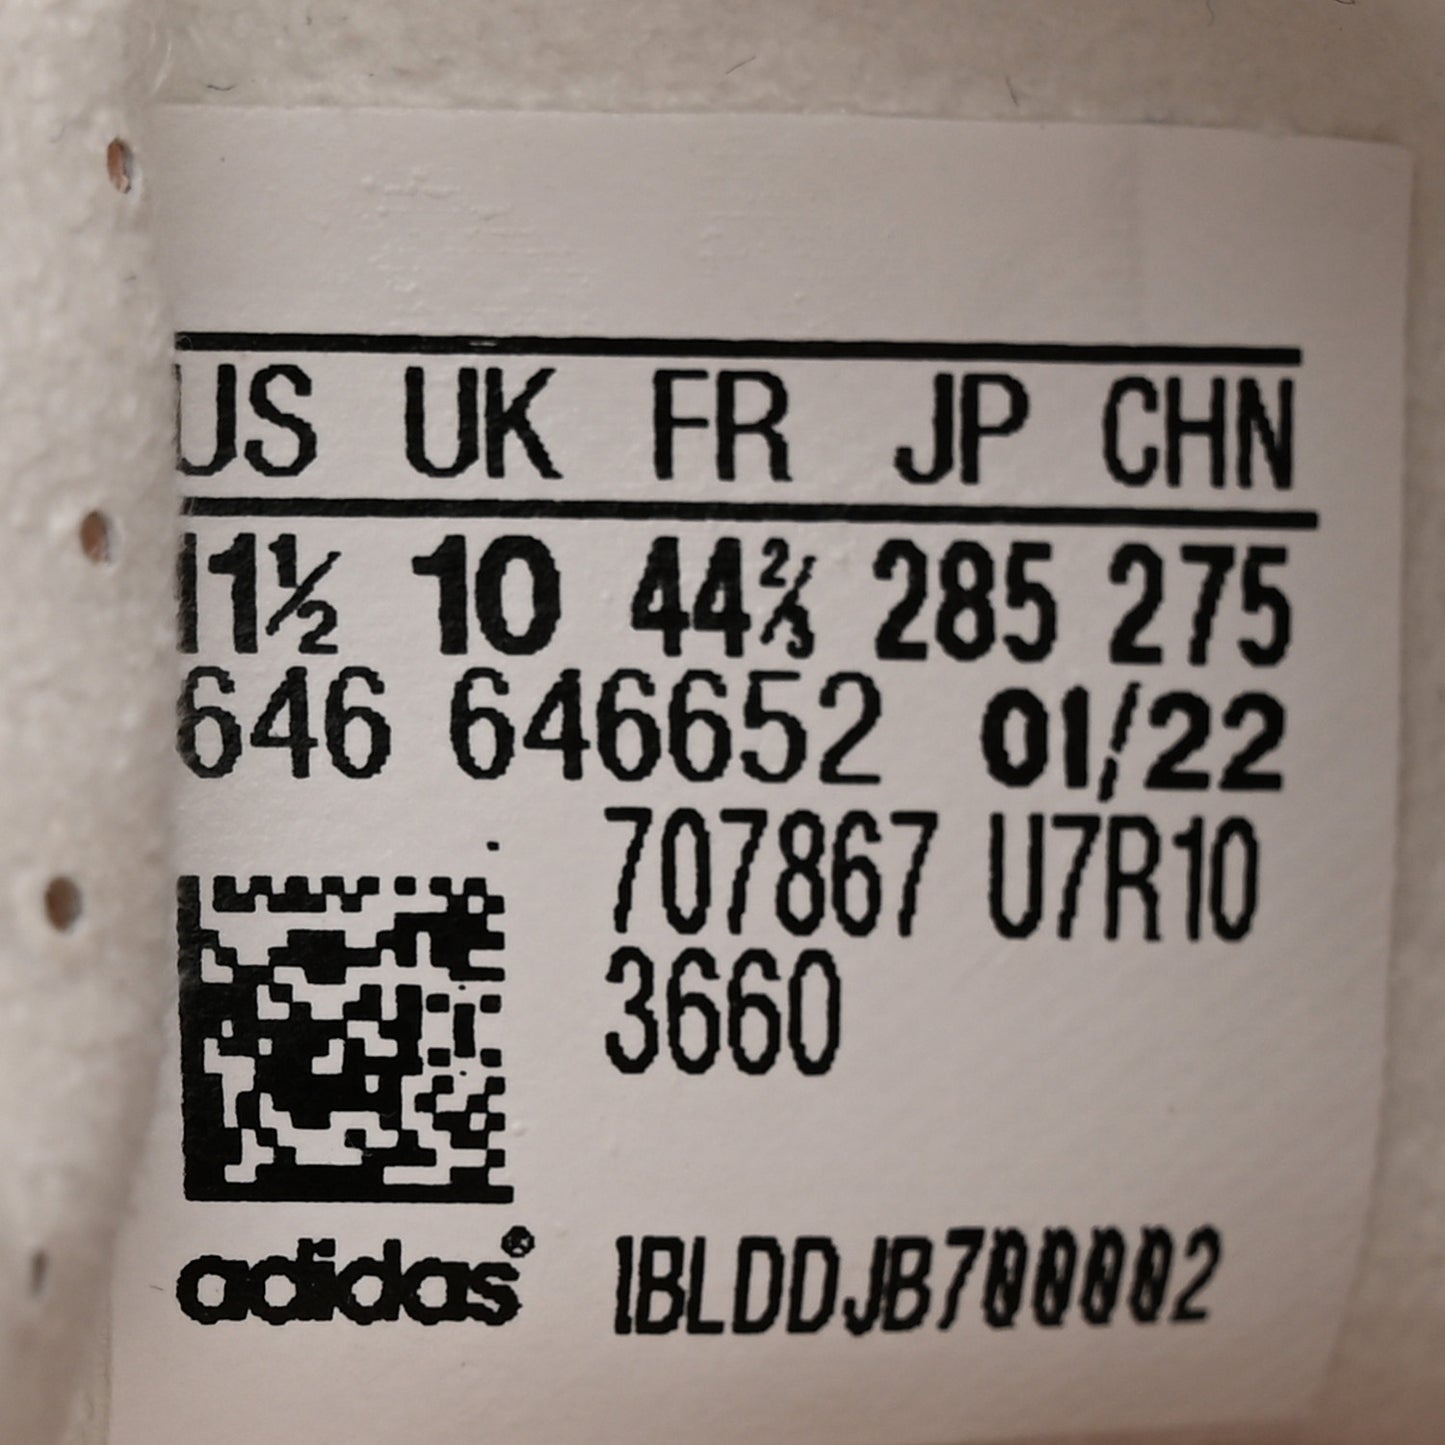 US UK FR JP CHN
11½ 10 44⅔ 285 275
646 646652 01/22
707867 U7R10
3660
adidas® 1BLDDJB700002